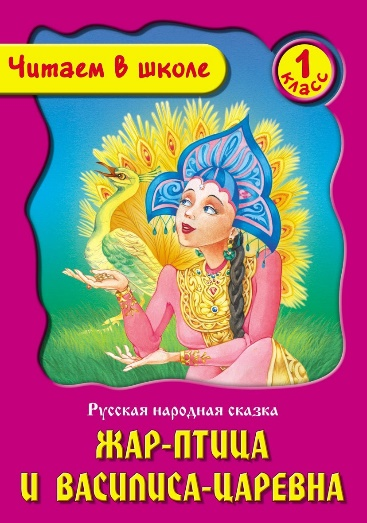 Читаем в школе
1
класс
Русская народная сказка
ЖАР-ПТИЦА
И ВАСИЛИСА-ЦАРЕВНА